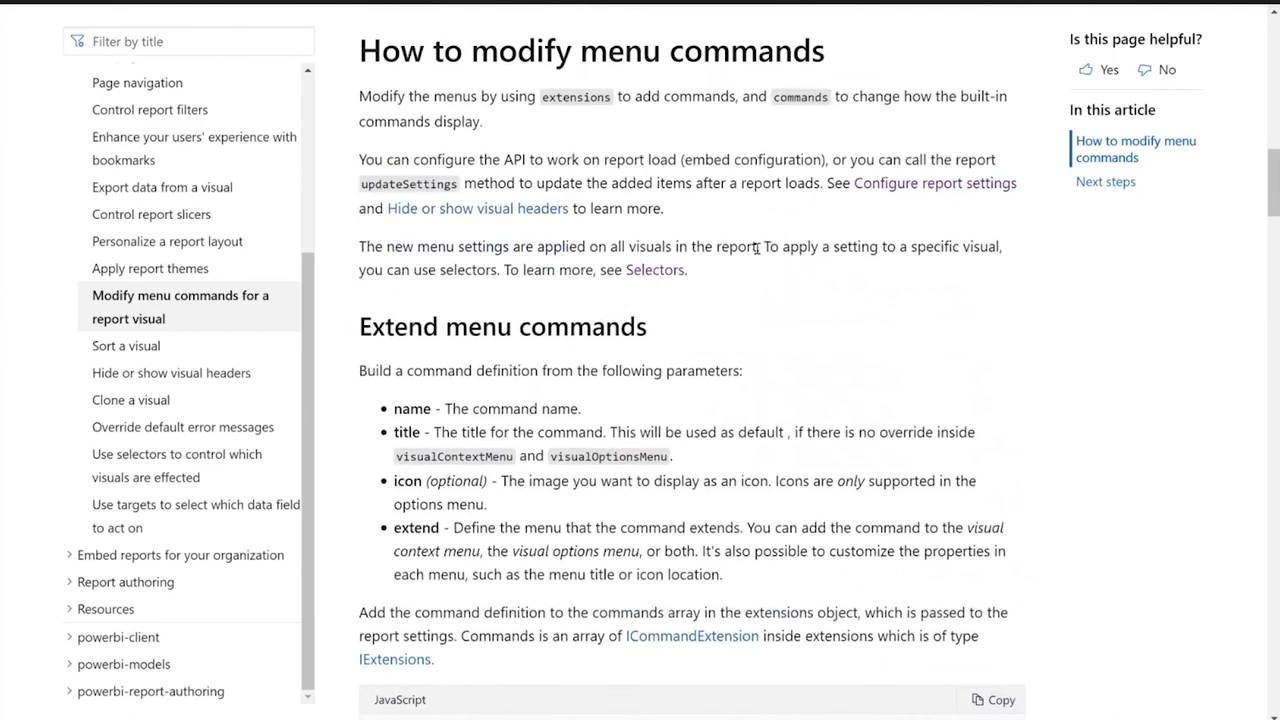 Filter by title
Page navigation
Control report filters
Enhance your users' experience with
bookmarks
Export data from a visual
Control report slicers
Personalize a report layout
Apply report themes
Modify menu commands for a
report visual
Sort a visual
Hide or show visual headers
Clone a visual
Override default error messages
Use selectors to control which
visuals are effected
Use targets to select which data field
to act on
Embed reports for your organization
Report authoring
Resources
powerbi-client
powerbi-models
powerbi-report-authoring
How to modify menu commands
Modify the menus by using extensions to add commands, and commands to change how the built-in
commands display.
You can configure the API to work on report load (embed configuration), or you can call the report
updateSettings method to update the added items after a report loads. See Configure report settings
and Hide or show visual headers to learn more.
The new menu settings are applied on all visuals in the report. To apply a setting to a specific visual,
you can use selectors. To learn more, see Selectors.
Extend menu commands
Build a command definition from the following parameters:
• name - The command name.
• title - The title for the command. This will be used as default , if there is no override inside
visualContextMenu and visualOptionsMenu.
• icon (optional) - The image you want to display as an icon. Icons are only supported in the
options menu.
• extend - Define the menu that the command extends. You can add the command to the visual
context menu, the visual options menu, or both. It's also possible to customize the properties in
each menu, such as the menu title or icon location.
Add the command definition to the commands array in the extensions object, which is passed to the
report settings. Commands is an array of ICommandExtension inside extensions which is of type
IExtensions.
JavaScript
Copy
Is this page helpful?
Yes No
In this article
How to modify menu
commands
Next steps